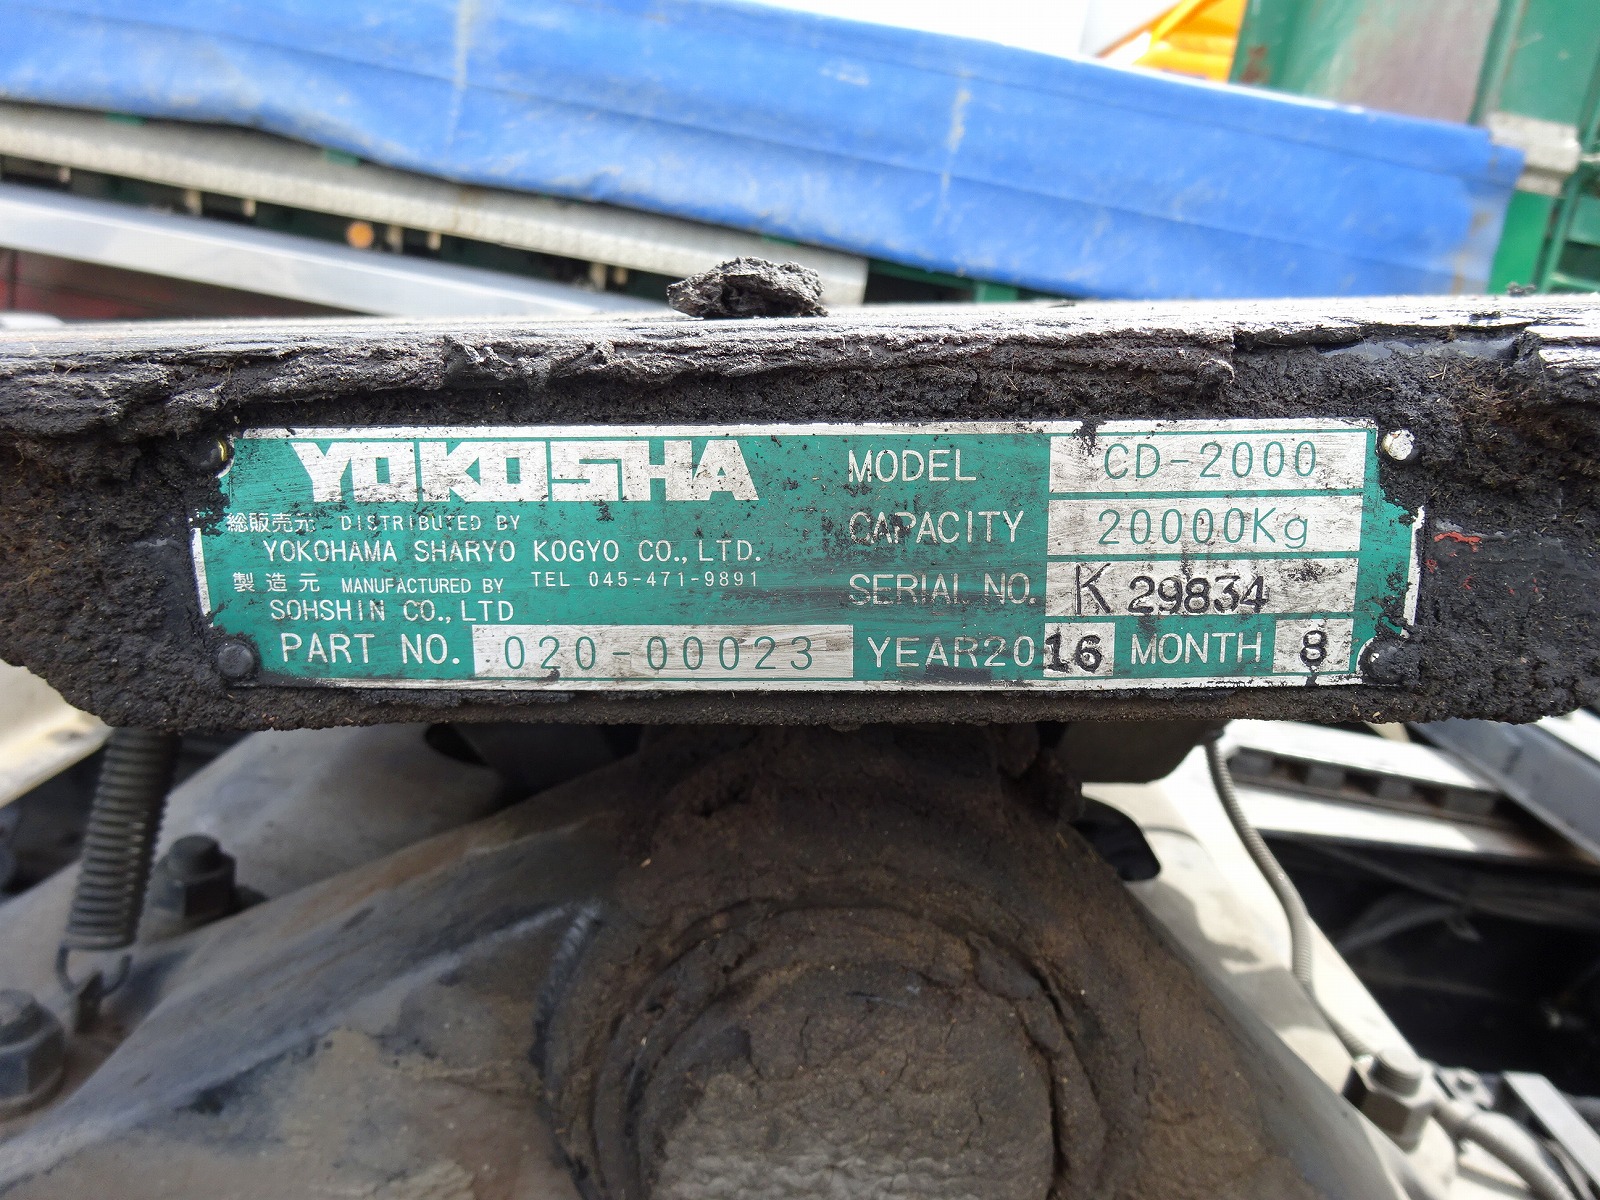 YOKOSHA
総販売元 DISTRIBUTED BY
YOKOHAMA SHARYO KOGYO CO., LTD.
TEL 045-471-9891
製造元 MANUFACTURED BY
SOHSHIN CO., LTD
MODEL CD-2000
CAPACITY 20000Kg
SERIAL NO. K 29834
PART NO. 020-00023 YEAR 2016 MONTH 8